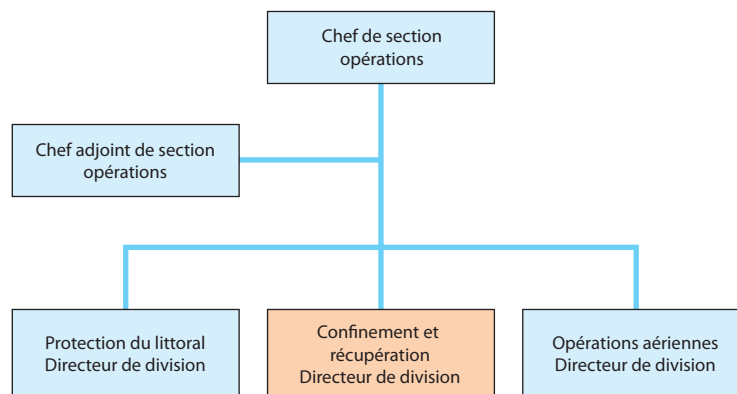 Chef de section
opérations
Chef adjoint de section
opérations
Protection du littoral
Directeur de division
Confinement et
récupération
Directeur de division
Opérations aériennes
Directeur de division